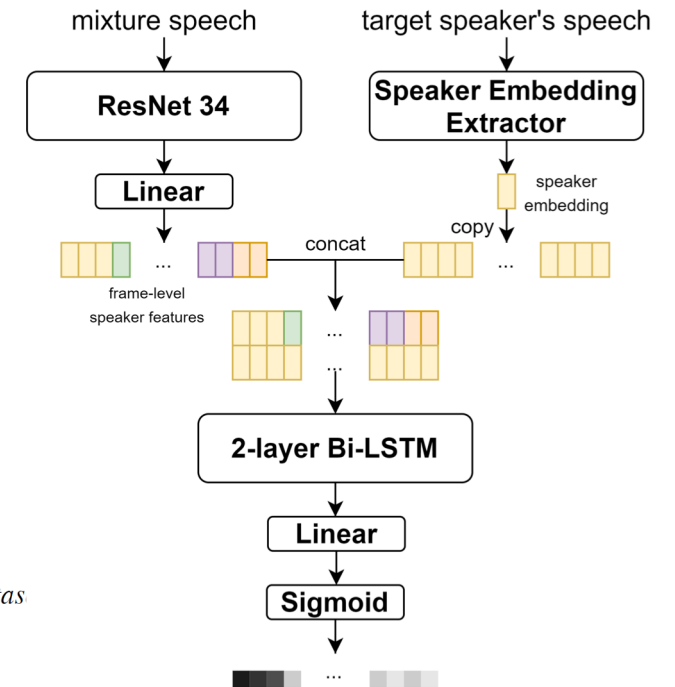 mixture speech
target speaker's speech
ResNet 34
Speaker Embedding
Extractor
Linear
speaker
embedding
copy
concat
...
...
frame-level
speaker features
...
...
2-layer Bi-LSTM
Linear
Sigmoid
...